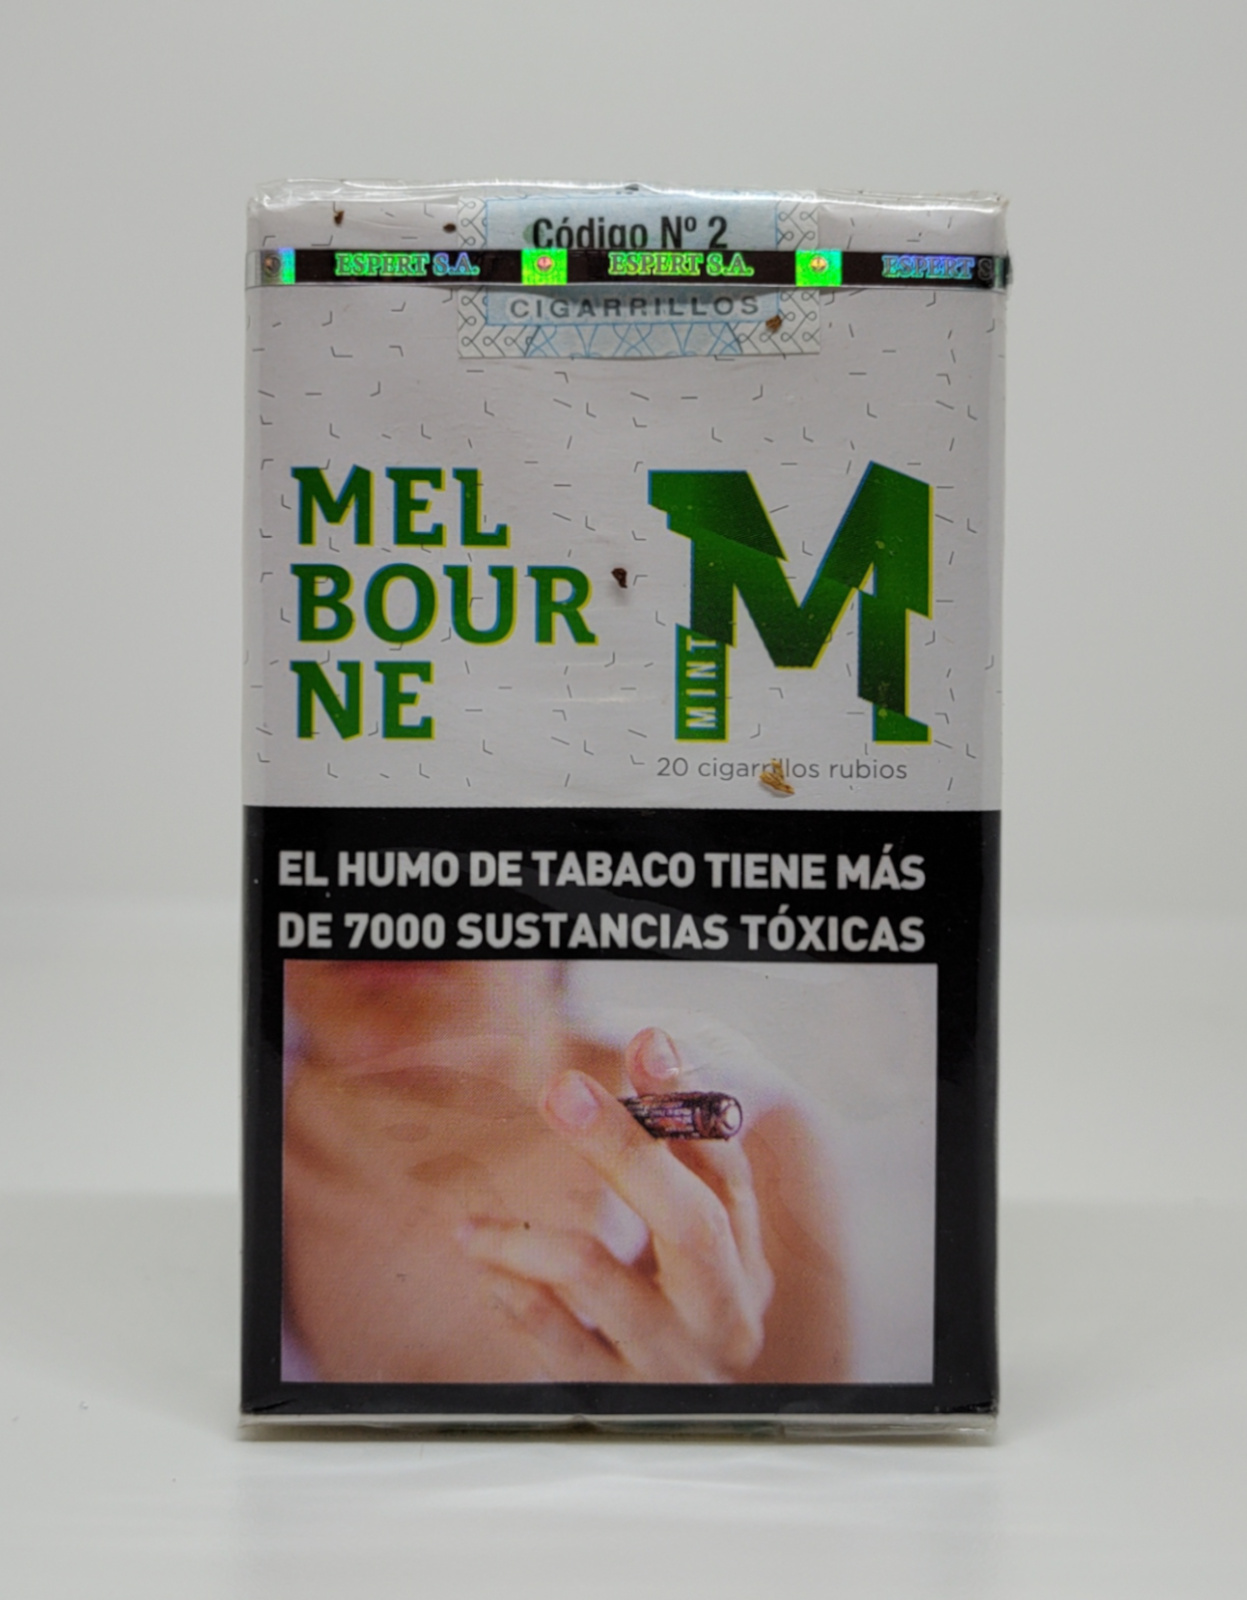 Código Nº 2
ESPERT S.A. ESPERT S.A. ESPERT S
CIGARRILLOS
MEL
BOUR
NE
M
MINT
20 cigarrillos rubios
EL HUMO DE TABACO TIENE MÁS
DE 7000 SUSTANCIAS TÓXICAS